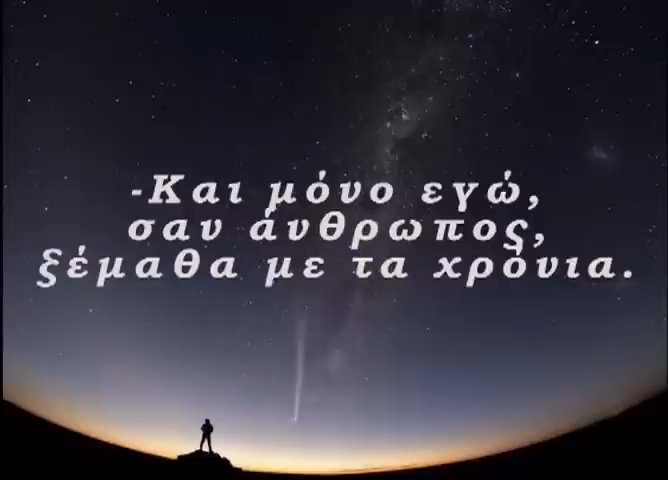 -Και μόνο εγώ,
σαν άνθρωπος,
ξέμαθα με τα χρόνια.